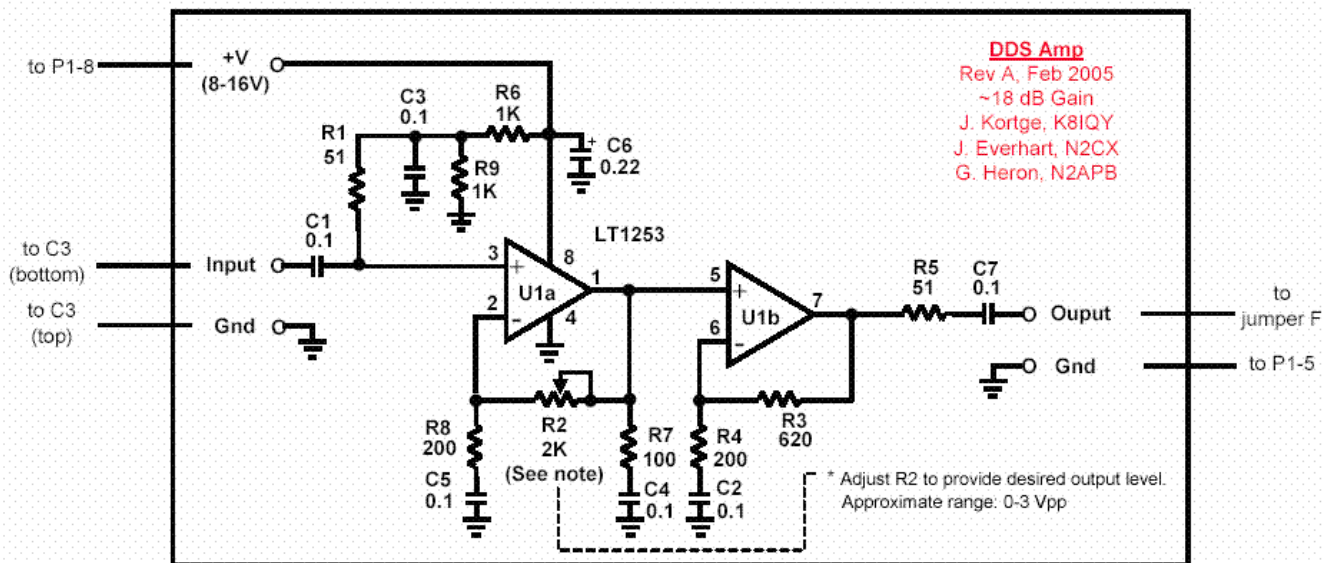 DDS Amp
Rev A, Feb 2005
~18 dB Gain
J. Kortge, K8IQY
J. Everhart, N2CX
G. Heron, N2APB
to P1-8
+V
(8-16V)
C3
0.1
R6
1K
R1
51
R9
1K
+
C6
0.22
C1
0.1
LT1253
to C3
(bottom)
Input
3
+
8
U1a
1
2
-
4
5
+
U1b
7
6
-
R5
51
C7
0.1
Ouput
to
jumper F
to C3
(top)
Gnd
Gnd
to P1-5
R8
200
R2
2K
(See note)
R7
100
R4
200
R3
620
C5
0.1
C4
0.1
C2
0.1
* Adjust R2 to provide desired output level.
Approximate range: 0-3 Vpp